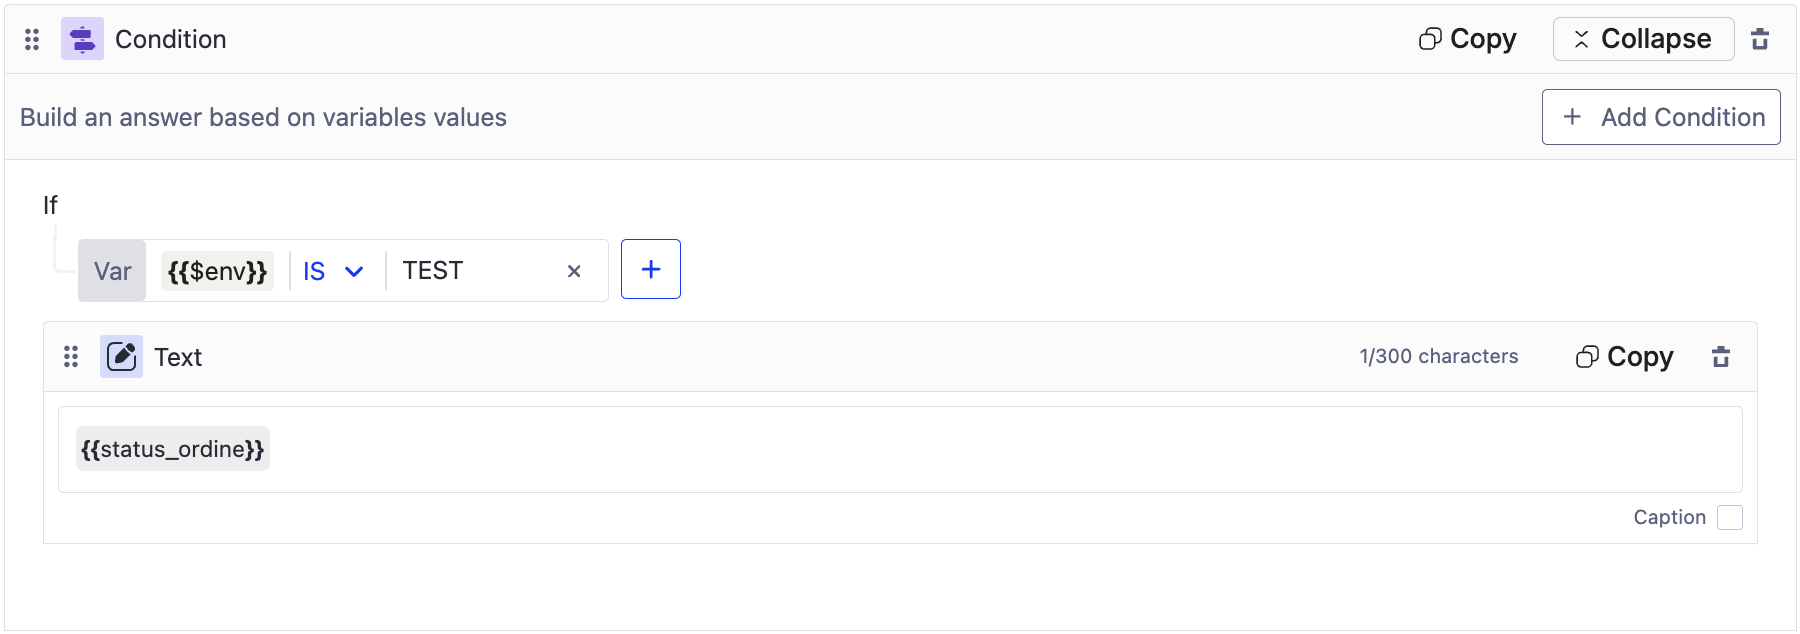 Condition Copy Collapse
Build an answer based on variables values + Add Condition
If
Var {{$env}} IS TEST × +
Text 1/300 characters Copy
{{status_ordine}}
Caption